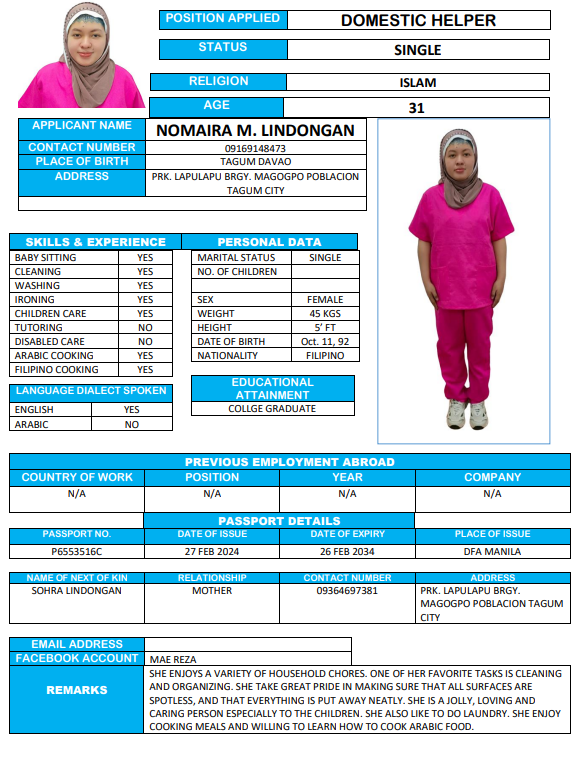 POSITION APPLIED DOMESTIC HELPER
STATUS SINGLE
RELIGION ISLAM
AGE 31
APPLICANT NAME NOMAIRA M. LINDONGAN
CONTACT NUMBER 09169148473
PLACE OF BIRTH TAGUM DAVAO
ADDRESS PRK. LAPULAPU BRGY. MAGOGPO POBLACION
TAGUM CITY
SKILLS & EXPERIENCE
BABY SITTING YES
CLEANING YES
WASHING YES
IRONING YES
CHILDREN CARE YES
TUTORING NO
DISABLED CARE NO
ARABIC COOKING YES
FILIPINO COOKING YES
LANGUAGE DIALECT SPOKEN
ENGLISH YES
ARABIC NO
PERSONAL DATA
MARITAL STATUS SINGLE
NO. OF CHILDREN
SEX FEMALE
WEIGHT 45 KGS
HEIGHT 5' FT
DATE OF BIRTH Oct. 11, 92
NATIONALITY FILIPINO
EDUCATIONAL
ATTAINMENT
COLLGE GRADUATE
PREVIOUS EMPLOYMENT ABROAD
COUNTRY OF WORK POSITION YEAR COMPANY
N/A N/A N/A N/A
PASSPORT DETAILS
PASSPORT NO. DATE OF ISSUE DATE OF EXPIRY PLACE OF ISSUE
P6553516C 27 FEB 2024 26 FEB 2034 DFA MANILA
NAME OF NEXT OF KIN RELATIONSHIP CONTACT NUMBER ADDRESS
SOHRA LINDONGAN MOTHER 09364697381 PRK. LAPULAPU BRGY.
MAGOGPO POBLACION TAGUM
CITY
EMAIL ADDRESS
FACEBOOK ACCOUNT MAE REZA
REMARKS
SHE ENJOYS A VARIETY OF HOUSEHOLD CHORES. ONE OF HER FAVORITE TASKS IS CLEANING
AND ORGANIZING. SHE TAKE GREAT PRIDE IN MAKING SURE THAT ALL SURFACES ARE
SPOTLESS, AND THAT EVERYTHING IS PUT AWAY NEATLY. SHE IS A JOLLY, LOVING AND
CARING PERSON ESPECIALLY TO THE CHILDREN. SHE ALSO LIKE TO DO LAUNDRY. SHE ENJOY
COOKING MEALS AND WILLING TO LEARN HOW TO COOK ARABIC FOOD.